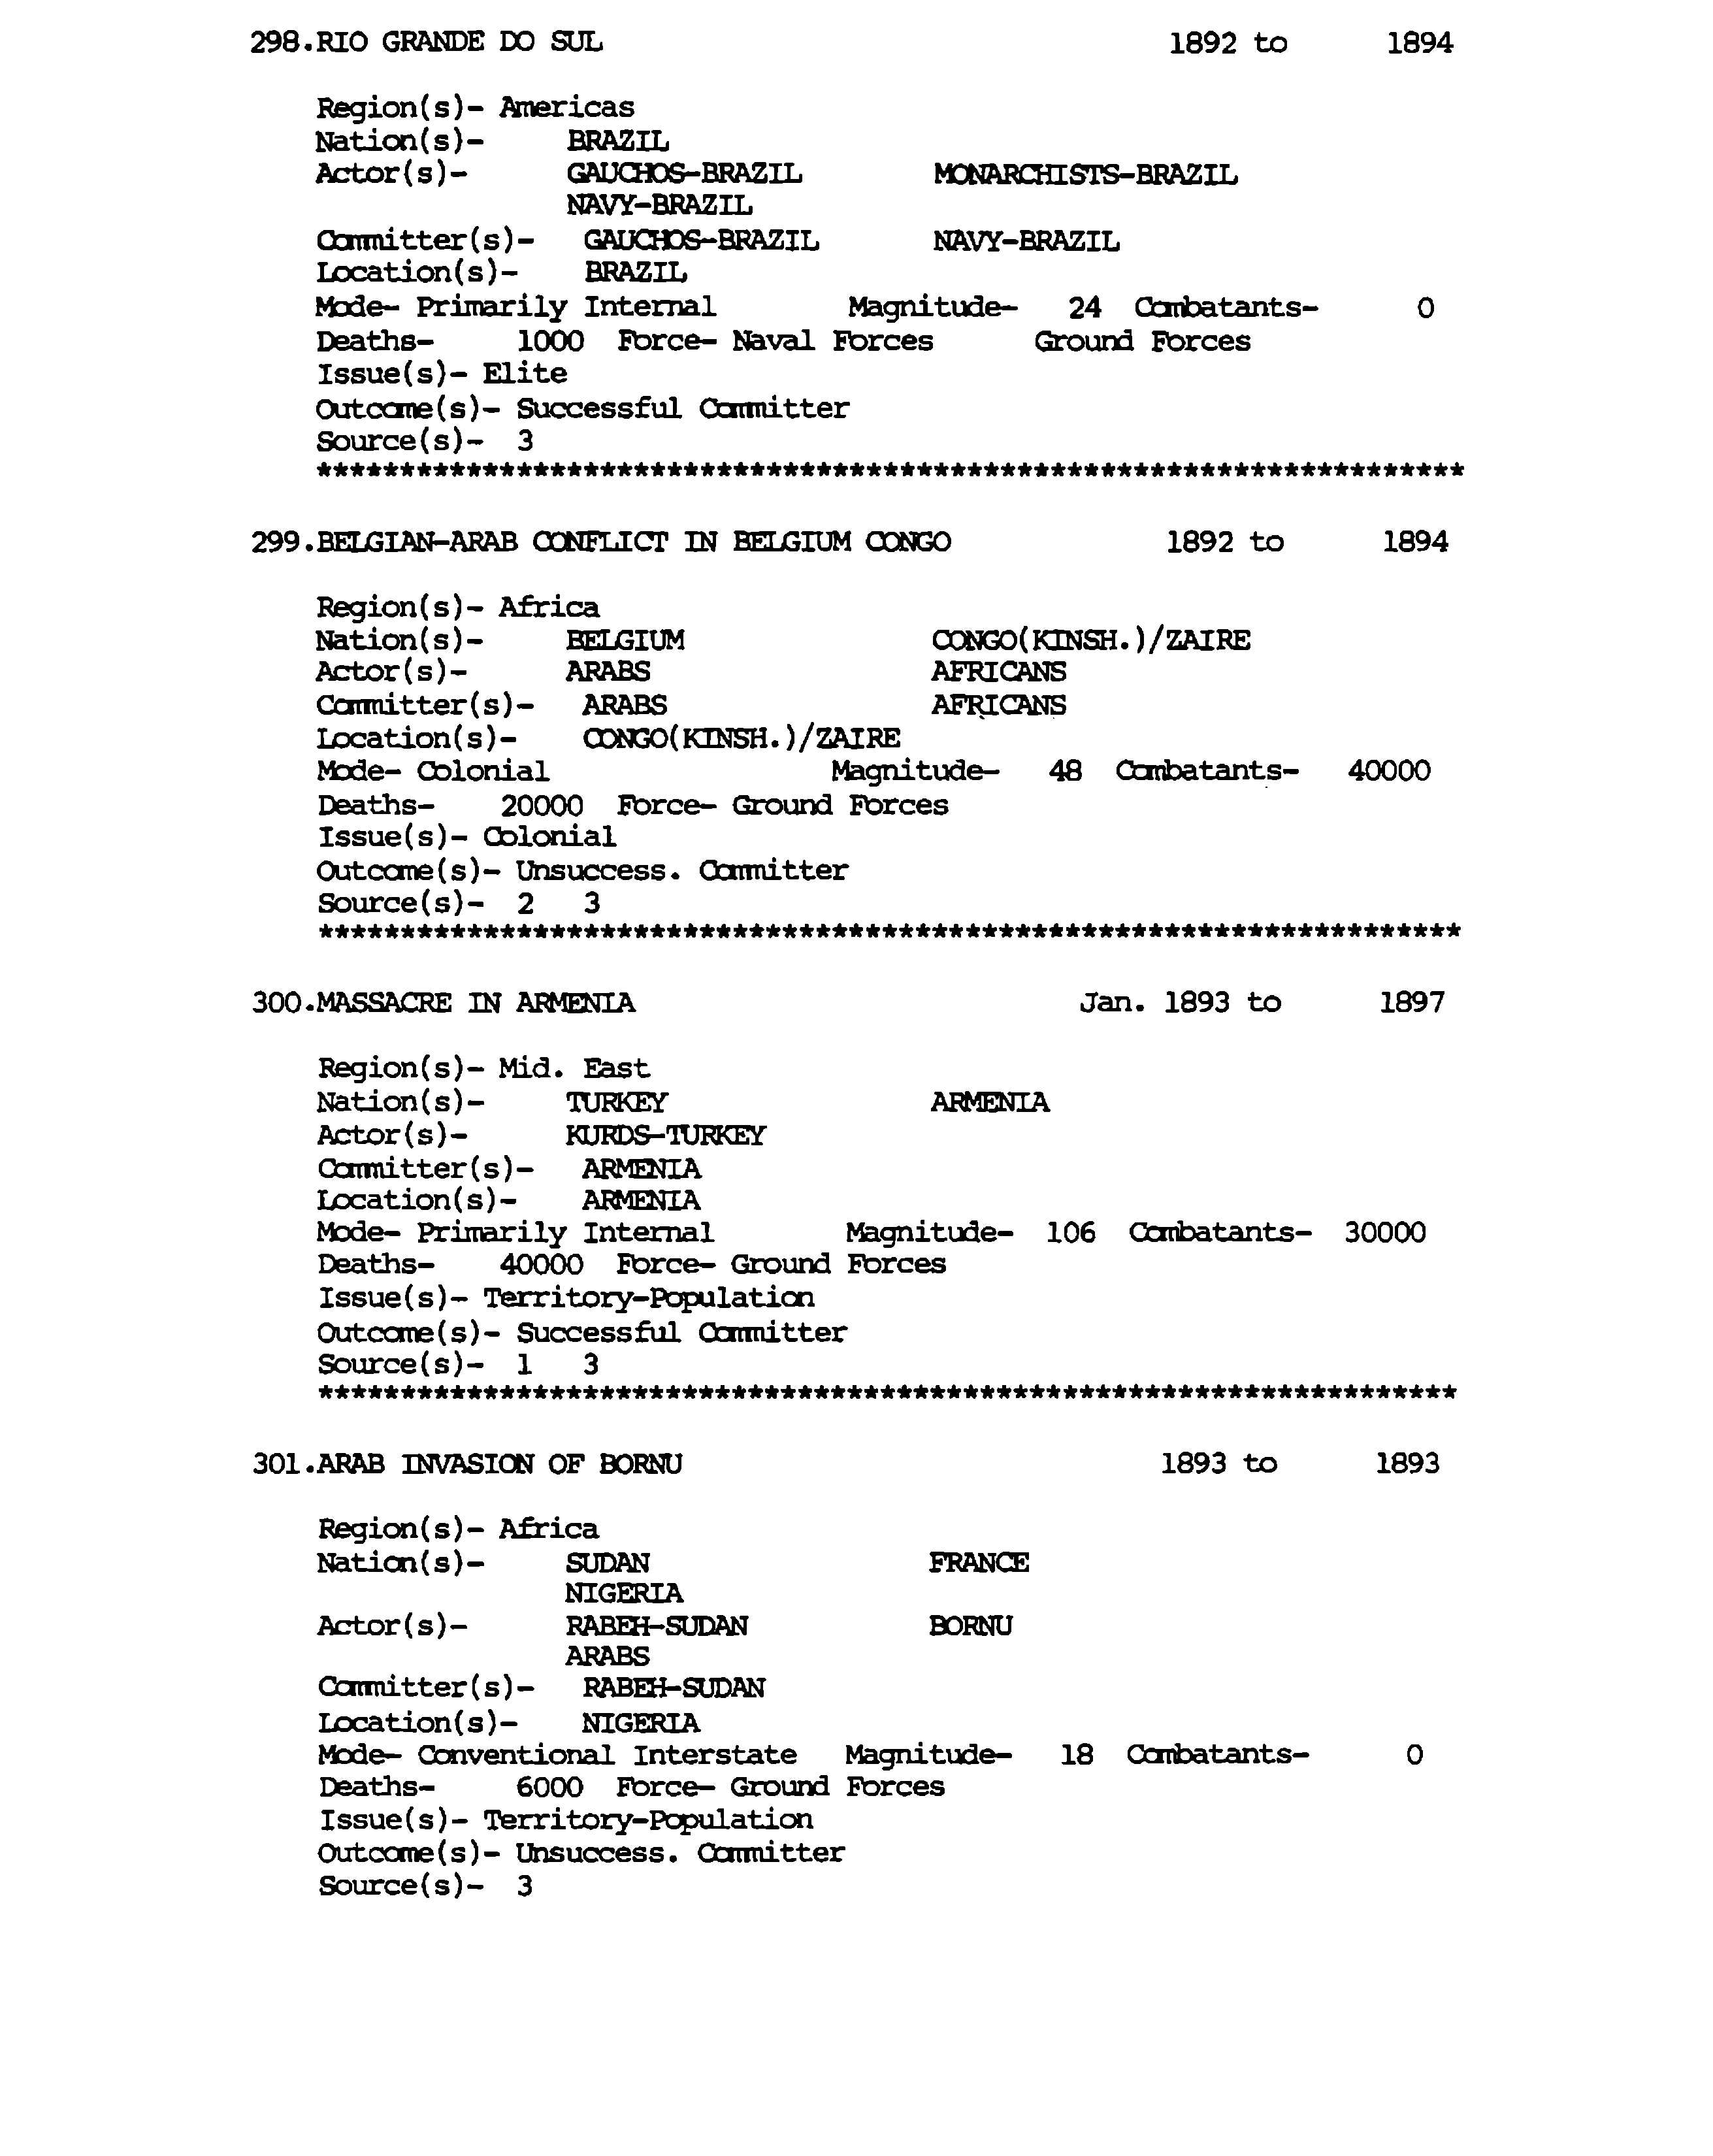 298.RIO GRANDE DO SUL 1892 to 1894
Region(s)- Americas
Nation(s)- BRAZIL
Actor(s)- GAUCHOS-BRAZIL MONARCHISTS-BRAZIL
NAVY-BRAZIL
Committer(s)- GAUCHOS-BRAZIL NAVY-BRAZIL
Location(s)- BRAZIL
Mode- Primarily Internal Magnitude- 24 Combatants- 0
Deaths- 1000 Force- Naval Forces Ground Forces
Issue(s)- Elite
Outcome(s)- Successful Committer
Source(s)- 3
*********************************************************************
299.BELGIAN-ARAB CONFLICT IN BELGIUM CONGO 1892 to 1894
Region(s)- Africa
Nation(s)- BELGIUM CONGO(KINSH.)/ZAIRE
Actor(s)- ARABS AFRICANS
Committer(s)- ARABS AFRICANS
Location(s)- CONGO(KINSH.)/ZAIRE
Mode- Colonial Magnitude- 48 Combatants- 40000
Deaths- 20000 Force- Ground Forces
Issue(s)- Colonial
Outcome(s)- Unsuccess. Committer
Source(s)- 2 3
*********************************************************************
300.MASSACRE IN ARMENIA Jan. 1893 to 1897
Region(s)- Mid. East
Nation(s)- TURKEY ARMENIA
Actor(s)- KURDS-TURKEY
Committer(s)- ARMENIA
Location(s)- ARMENIA
Mode- Primarily Internal Magnitude- 106 Combatants- 30000
Deaths- 40000 Force- Ground Forces
Issue(s)- Territory-Population
Outcome(s)- Successful Committer
Source(s)- 1 3
*********************************************************************
301.ARAB INVASION OF BORNU 1893 to 1893
Region(s)- Africa
Nation(s)- SUDAN FRANCE
NIGERIA
Actor(s)- RABEH-SUDAN BORNU
ARABS
Committer(s)- RABEH-SUDAN
Location(s)- NIGERIA
Mode- Conventional Interstate Magnitude- 18 Combatants- 0
Deaths- 6000 Force- Ground Forces
Issue(s)- Territory-Population
Outcome(s)- Unsuccess. Committer
Source(s)- 3